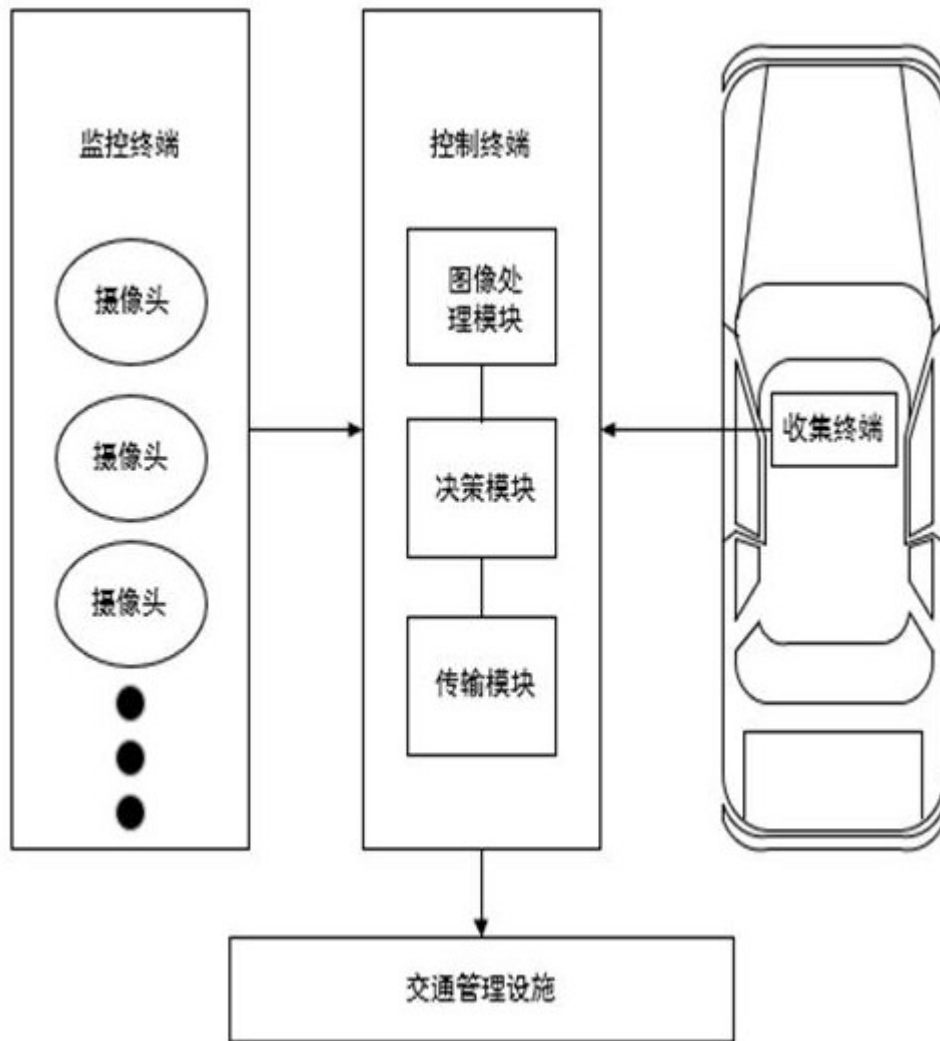 监控终端
摄像头
摄像头
摄像头
控制终端
图像处
理模块
决策模块
传输模块
收集终端
交通管理设施